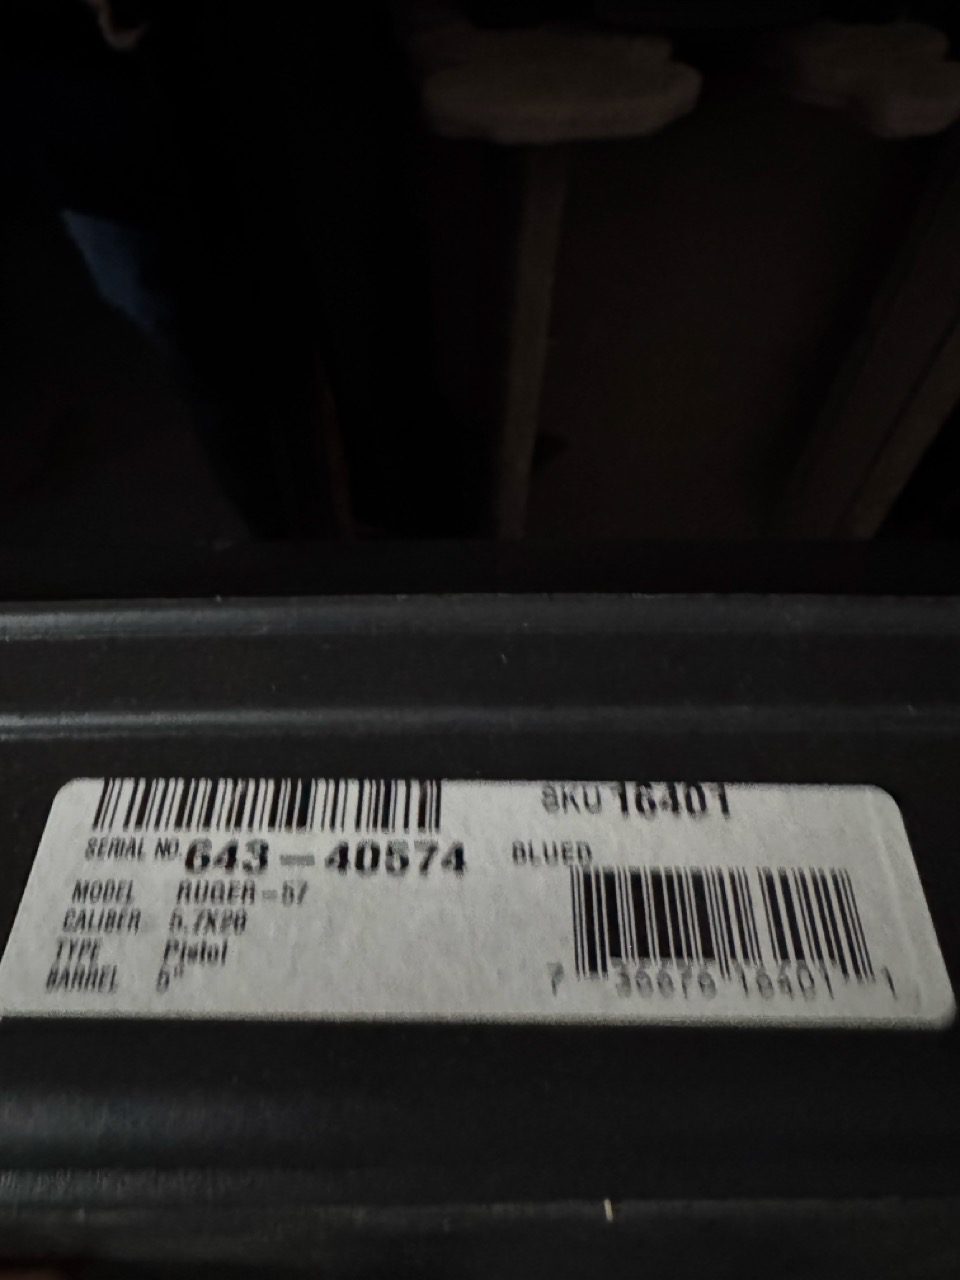 SKU 16401
SERIAL NO. 643-40574 BLUED
MODEL RUGER-57
CALIBER 5.7X28
TYPE Pistol
BARREL 5"
7 36676 16401 1